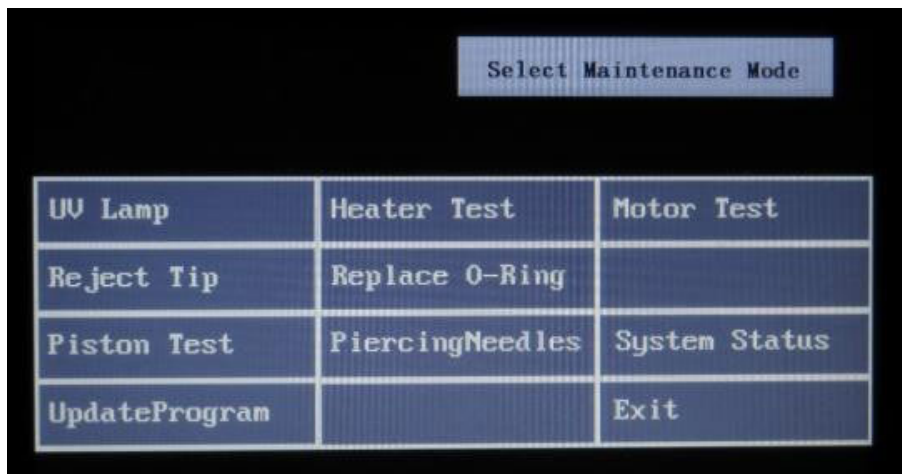 Select Maintenance Mode
UV Lamp
Heater Test
Motor Test
Reject Tip
Replace O-Ring
Piston Test
PiercingNeedles
System Status
UpdateProgram
Exit